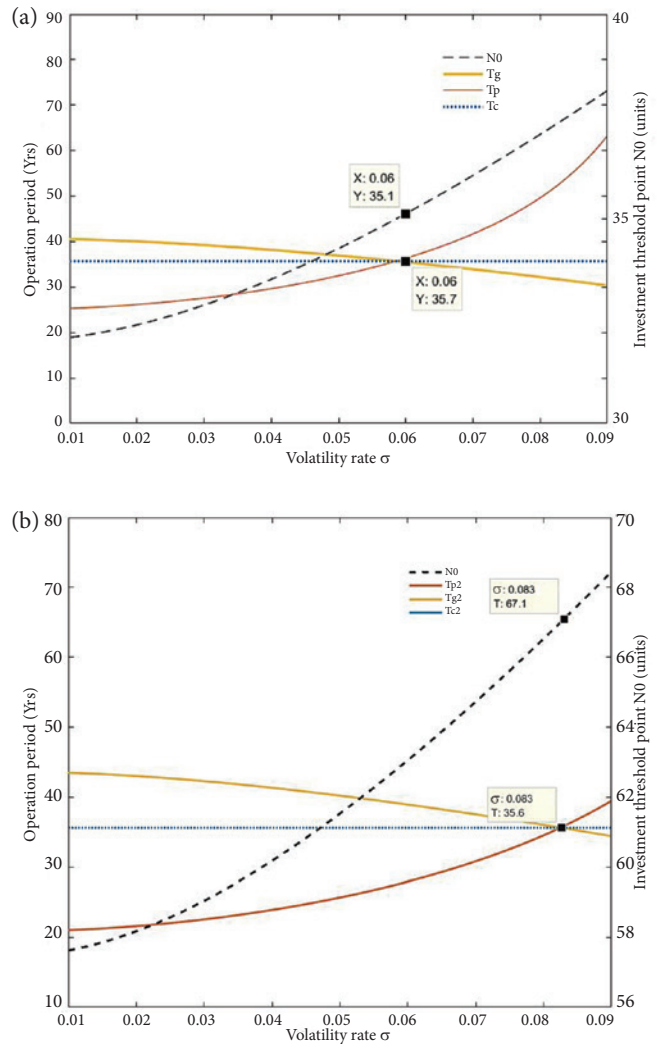 (a)
90
80
70
60
50
40
30
20
10
0
Operation period (Yrs)
40
35
30
Investment threshold point N0 (units)
N0
Tg
Tp
Tc
X: 0.06
Y: 35.1
X: 0.06
Y: 35.7
0.01 0.02 0.03 0.04 0.05 0.06 0.07 0.08 0.09
Volatility rate σ
(b)
80
70
60
50
40
30
20
10
Operation period (Yrs)
70
68
66
64
62
60
58
56
Investment threshold point N0 (units)
N0
Tp2
Tg2
Tc2
σ: 0.083
T: 67.1
σ: 0.083
T: 35.6
0.01 0.02 0.03 0.04 0.05 0.06 0.07 0.08 0.09
Volatility rate σ